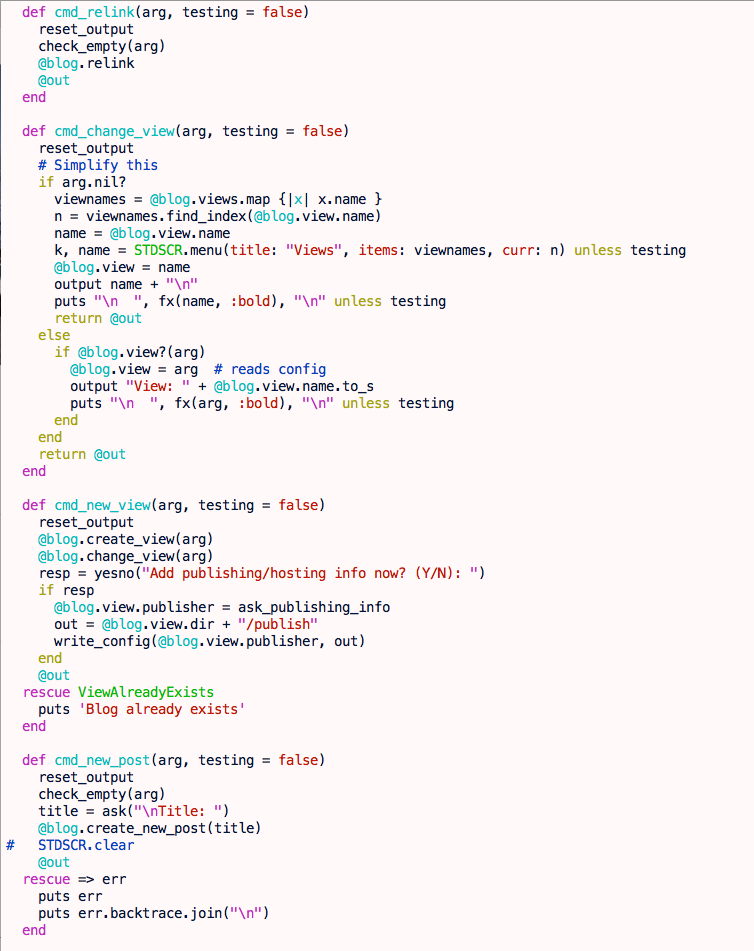 def cmd_relink(arg, testing = false)
  reset_output
  check_empty(arg)
  @blog.relink
  @out
end

def cmd_change_view(arg, testing = false)
  reset_output
  # Simplify this
  if arg.nil?
    viewnames = @blog.views.map {|x| x.name }
    n = viewnames.find_index(@blog.view.name)
    name = @blog.view.name
    k, name = STDSCR.menu(title: "Views", items: viewnames, curr: n) unless testing
    @blog.view = name
    output name + "\n"
    puts "\n  ", fx(name, :bold), "\n" unless testing
    return @out
  else
    if @blog.view?(arg)
      @blog.view = arg  # reads config
      output "View: " + @blog.view.name.to_s
      puts "\n  ", fx(arg, :bold), "\n" unless testing
    end
  end
  return @out
end

def cmd_new_view(arg, testing = false)
  reset_output
  @blog.create_view(arg)
  @blog.change_view(arg)
  resp = yesno("Add publishing/hosting info now? (Y/N): ")
  if resp
    @blog.view.publisher = ask_publishing_info
    out = @blog.view.dir + "/publish"
    write_config(@blog.view.publisher, out)
  end
  @out
rescue ViewAlreadyExists
  puts 'Blog already exists'
end

def cmd_new_post(arg, testing = false)
  reset_output
  check_empty(arg)
  title = ask("\nTitle: ")
  @blog.create_new_post(title)
#   STDSCR.clear
  @out
rescue => err
  puts err
  puts err.backtrace.join("\n")
end